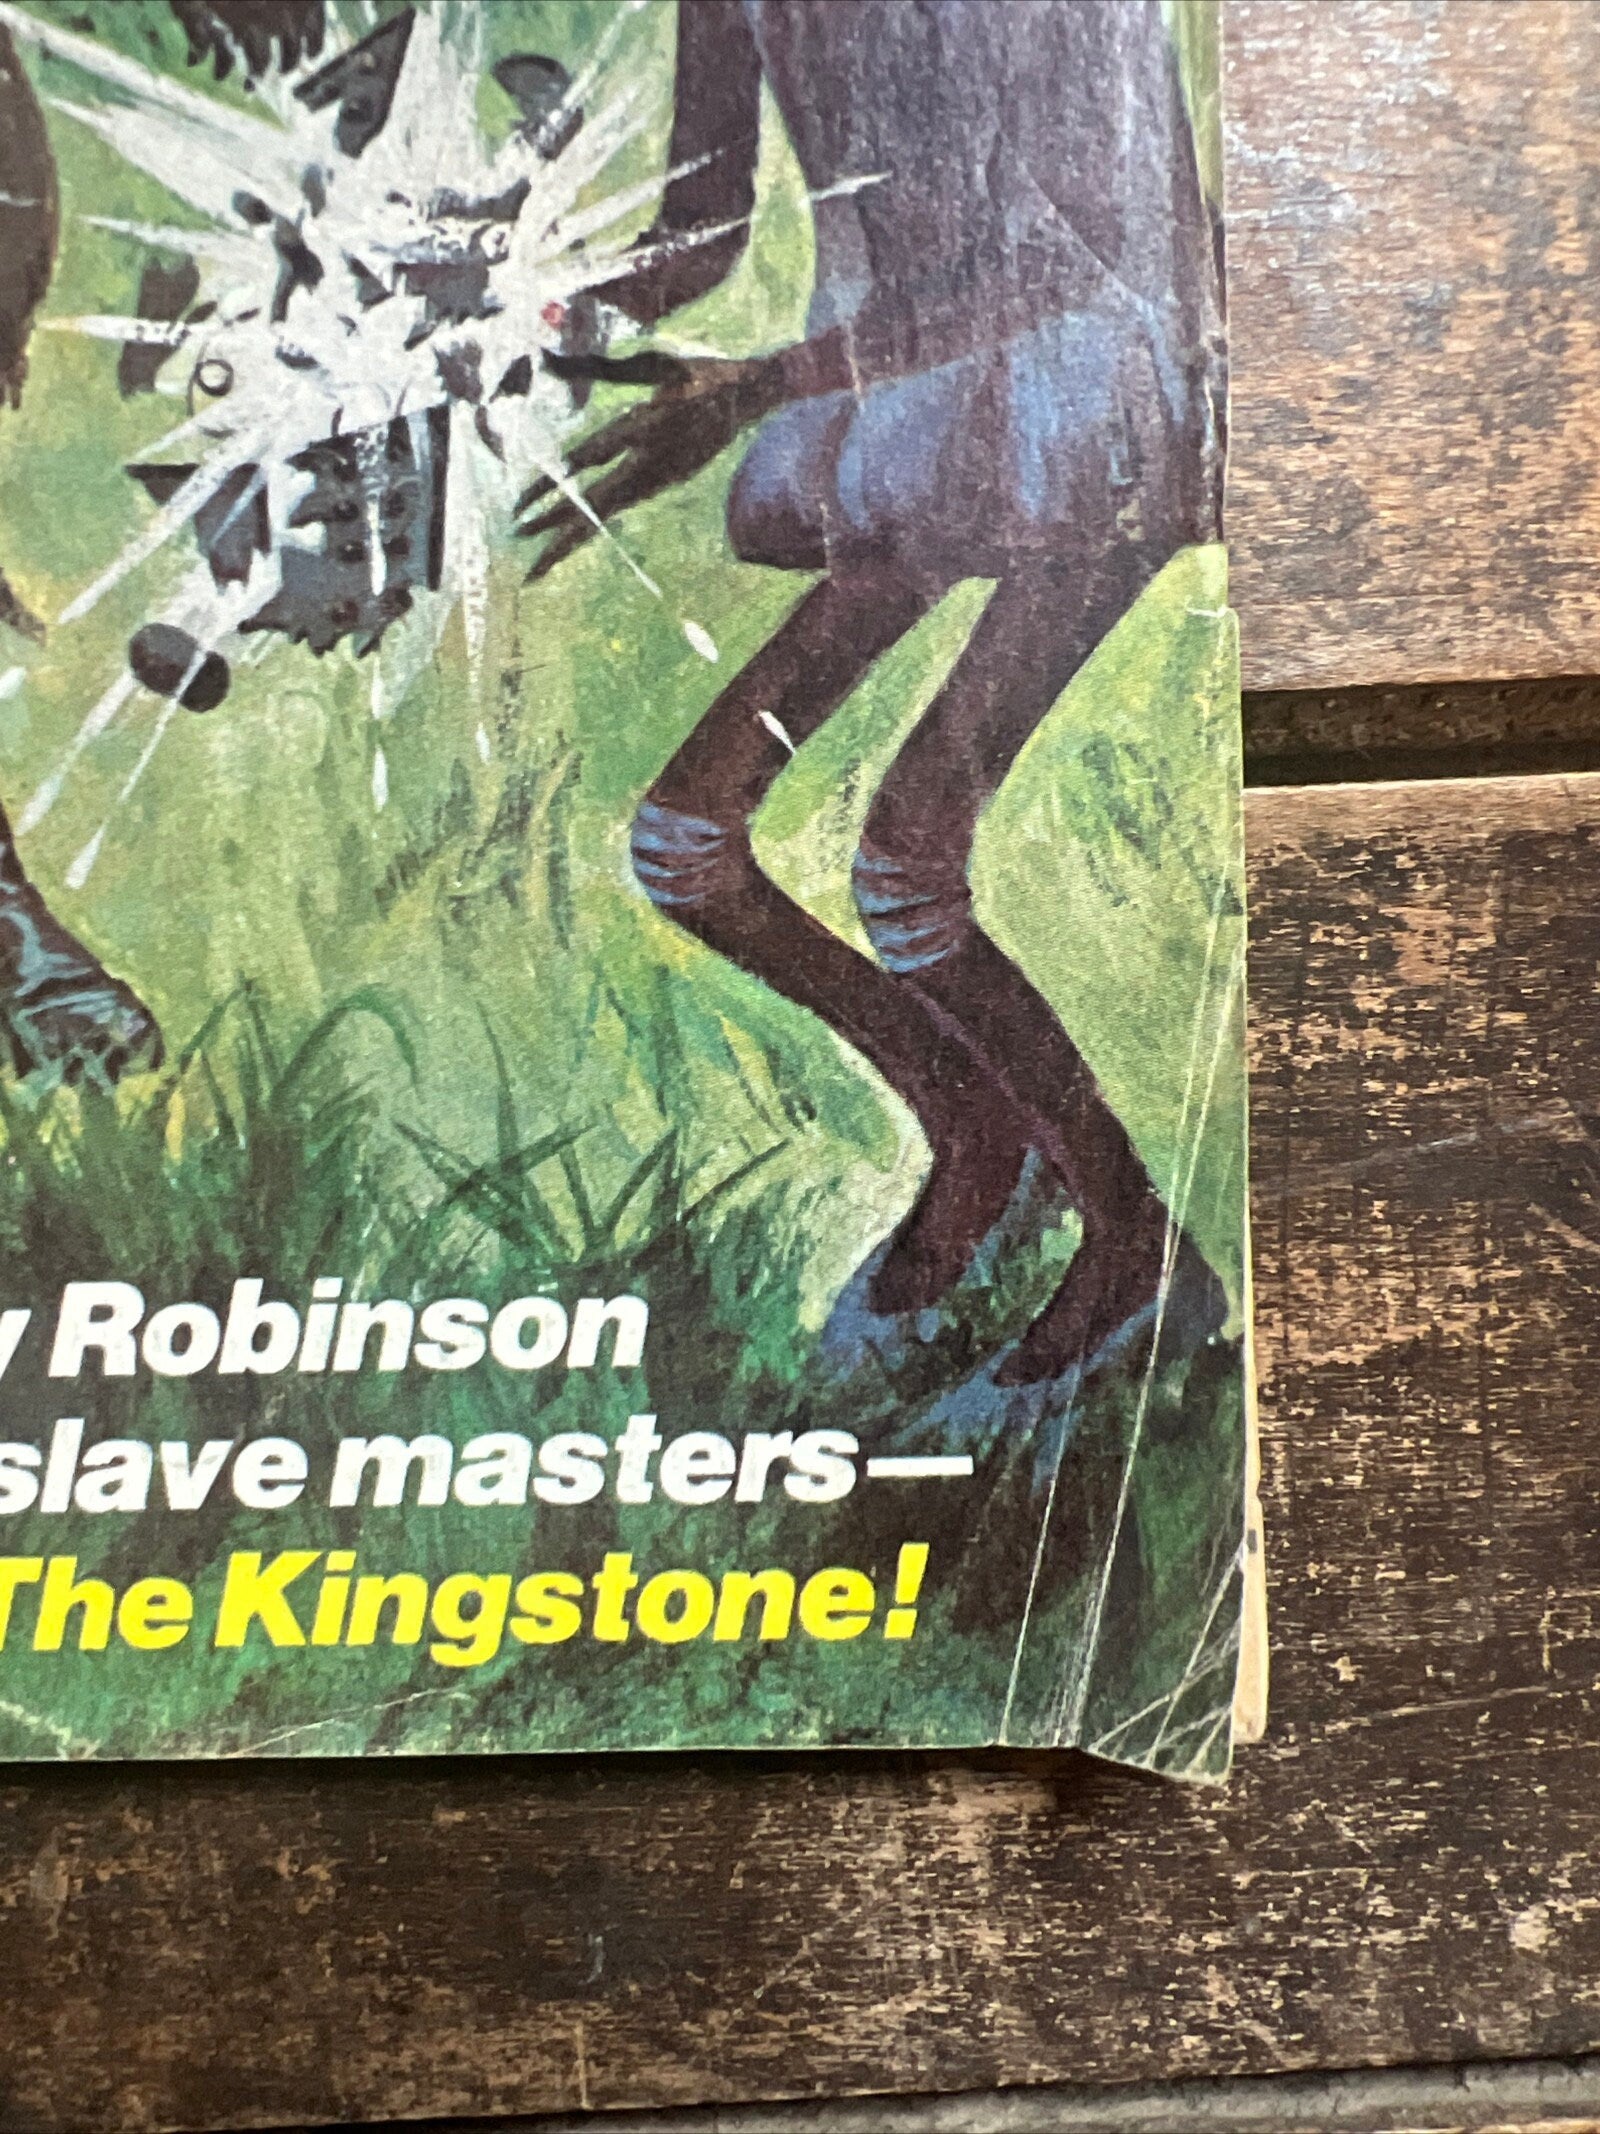 y Robinson
slave masters—
The Kingstone!